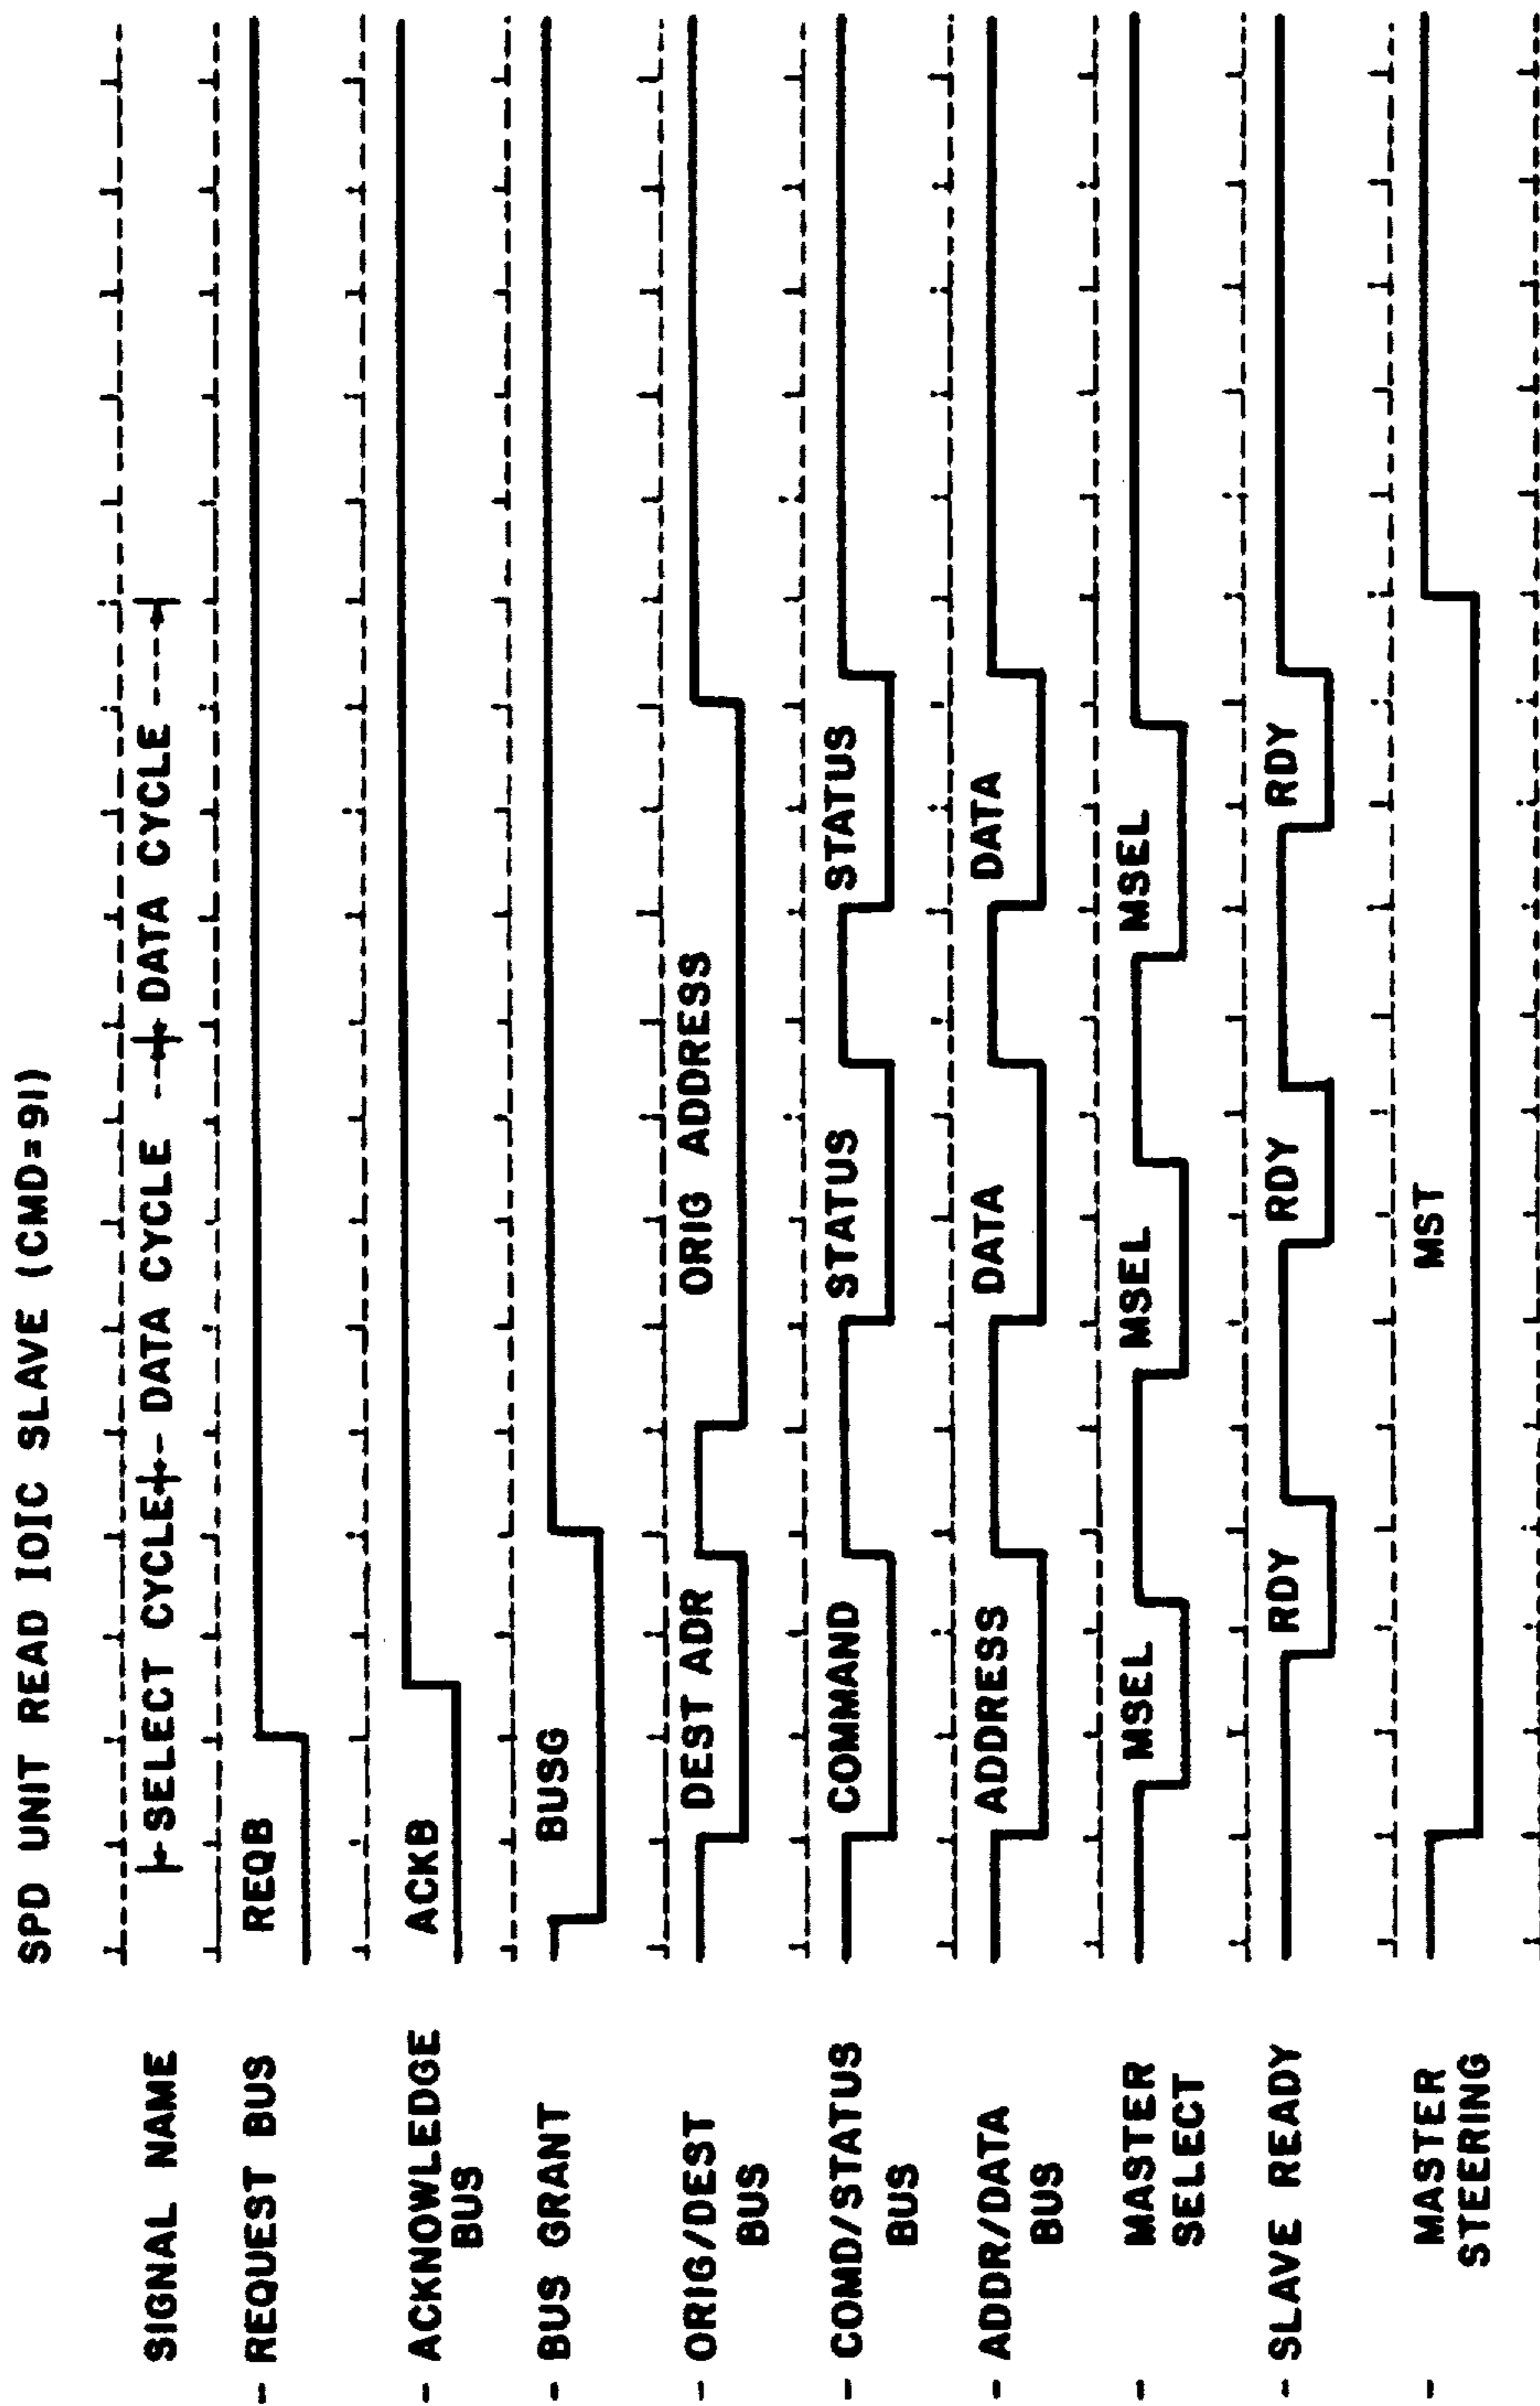 SPD UNIT READ IOIC SLAVE (CMD=91)
SIGNAL NAME
SELECT CYCLE DATA CYCLE DATA CYCLE
- REQUEST BUS
REQB
- ACKNOWLEDGE
BUS
ACKB
- BUS GRANT
BUSG
- ORIG/DEST
BUS
DEST ADR ORIG ADDRESS
- COMD/STATUS
BUS
COMMAND STATUS STATUS
- ADDR/DATA
BUS
ADDRESS DATA DATA
- MASTER
SELECT
MSEL MSEL MSEL
- SLAVE READY
RDY RDY RDY
- MASTER
STEERING
MST